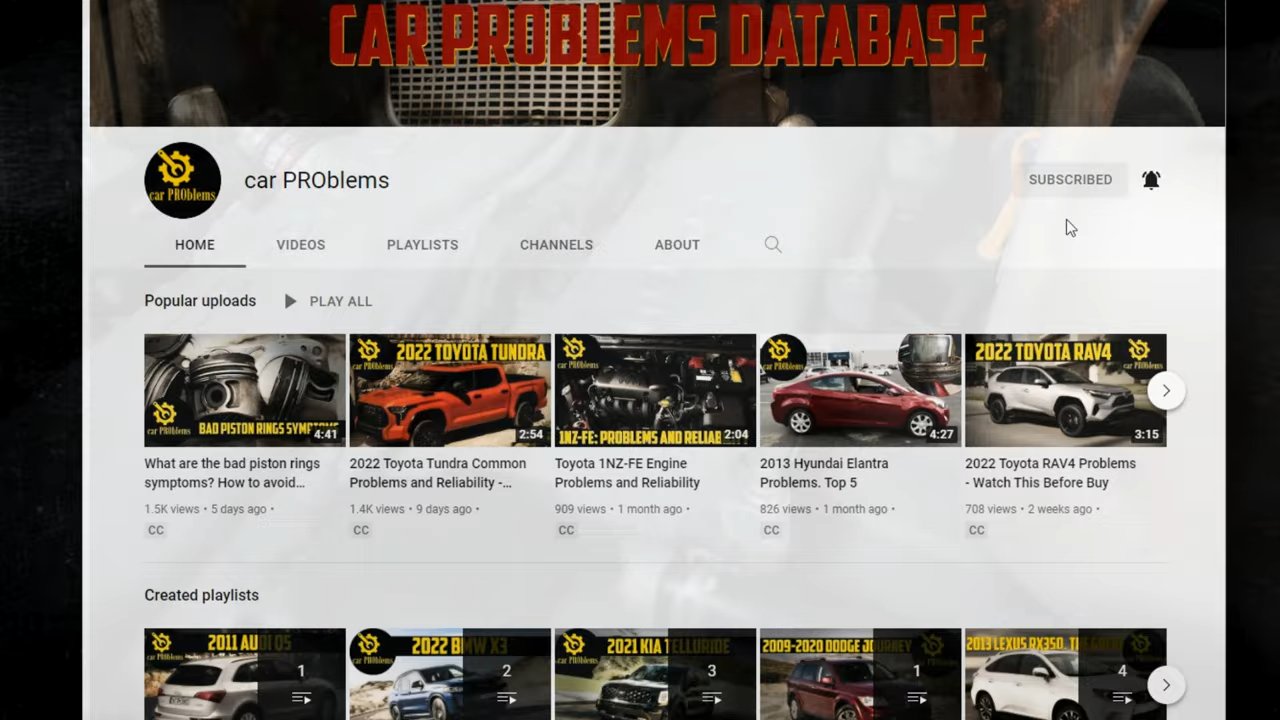 CAR PROBLEMS DATABASE
car PROblems
car PROblems
SUBSCRIBED
HOME VIDEOS PLAYLISTS CHANNELS ABOUT
Popular uploads PLAY ALL
car PROblems
BAD PISTON RINGS SYMPTOMS
4:41
2022 TOYOTA TUNDRA
car PROblems
2:54
car PROblems
1NZ-FE: PROBLEMS AND RELIAB
2:04
car PROblems
4:27
2022 TOYOTA RAV4
car PROblems
3:15
What are the bad piston rings
symptoms? How to avoid...
1.5K views • 5 days ago •
CC
2022 Toyota Tundra Common
Problems and Reliability -...
1.4K views • 9 days ago •
CC
Toyota 1NZ-FE Engine
Problems and Reliability
909 views • 1 month ago •
CC
2013 Hyundai Elantra
Problems. Top 5
826 views • 1 month ago •
CC
2022 Toyota RAV4 Problems
- Watch This Before Buy
708 views • 2 weeks ago •
CC
Created playlists
2011 AUDI Q5
car PROblems
1
2022 BMW X3
car PROblems
2
2021 KIA TELLURIDE
car PROblems
3
2009-2020 DODGE JOURNEY
car PROblems
1
2013 LEXUS RX350.
4